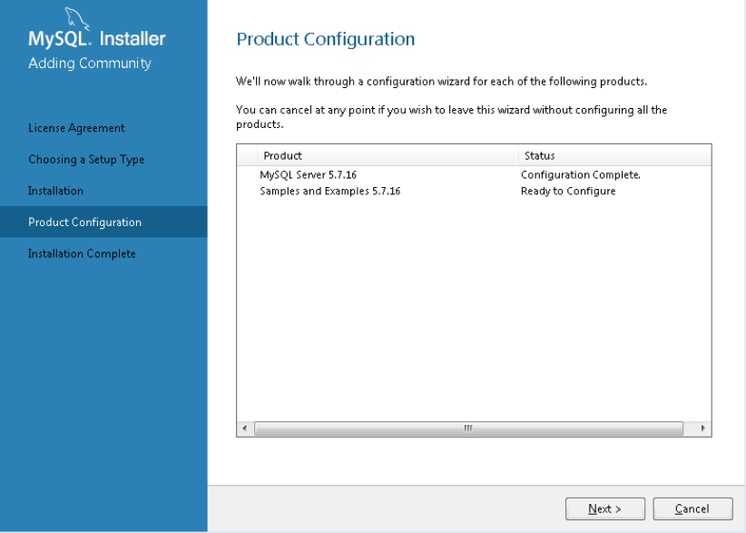 MySQL. Installer
Adding Community
License Agreement
Choosing a Setup Type
Installation
Product Configuration
Installation Complete
Product Configuration
We'll now walk through a configuration wizard for each of the following products.
You can cancel at any point if you wish to leave this wizard without configuring all the
products.
Product Status
MySQL Server 5.7.16 Configuration Complete.
Samples and Examples 5.7.16 Ready to Configure
Next > Cancel